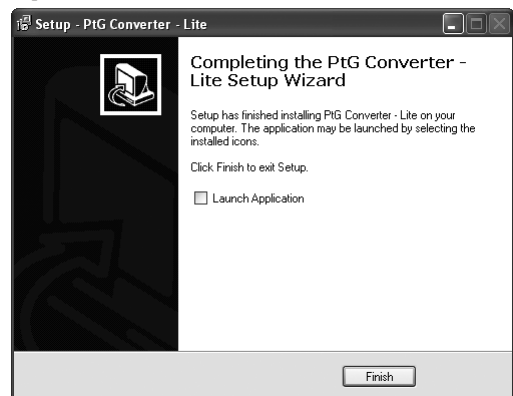 Setup - PtG Converter - Lite
Completing the PtG Converter -
Lite Setup Wizard
Setup has finished installing PtG Converter - Lite on your
computer. The application may be launched by selecting the
installed icons.
Click Finish to exit Setup.
Launch Application
Finish